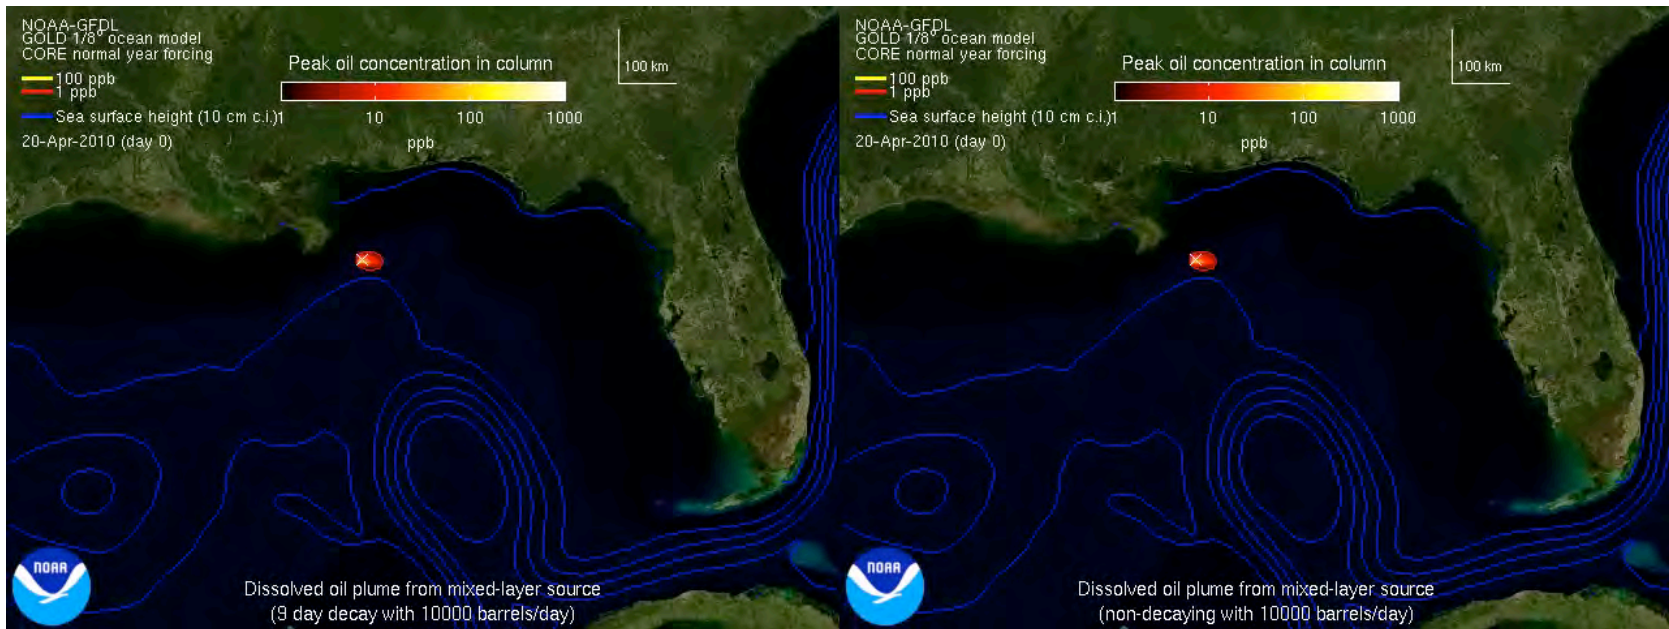 NOAA-GFDL
GOLD 1/8° ocean model
CORE normal year forcing
100 ppb
1 ppb
Sea surface height (10 cm c.i.)
20-Apr-2010 (day 0)
Peak oil concentration in column
1 10 100 1000
ppb
100 km
NOAA
Dissolved oil plume from mixed-layer source
(9 day decay with 10000 barrels/day)
NOAA-GFDL
GOLD 1/8° ocean model
CORE normal year forcing
100 ppb
1 ppb
Sea surface height (10 cm c.i.)
20-Apr-2010 (day 0)
Peak oil concentration in column
1 10 100 1000
ppb
100 km
NOAA
Dissolved oil plume from mixed-layer source
(non-decaying with 10000 barrels/day)